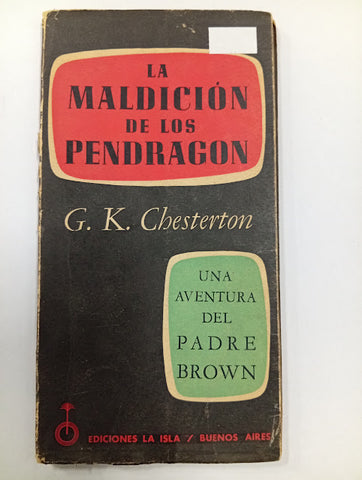 LA
MALDICIÓN
DE LOS
PENDRAGON
G. K. Chesterton
UNA
AVENTURA
DEL
PADRE
BROWN
EDICIONES LA ISLA / BUENOS AIRES